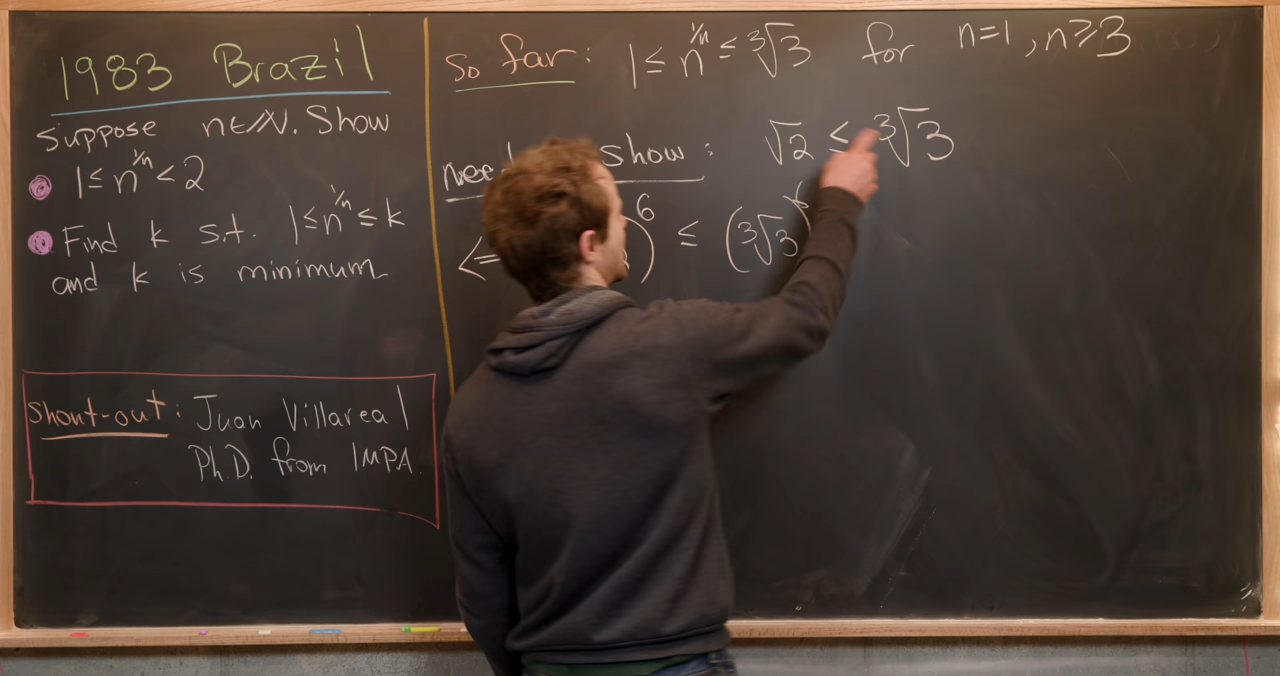 1983 Brazil
Suppose n∈ℕ. Show
1 ≤ n^{1/n} < 2
Find k s.t. 1 ≤ n^{1/n} ≤ k
and k is minimum
Shout-out: Juan Villareal
Ph.D. from IMPA.
So far: 1 ≤ n^{1/n} ≤ ∛3 for n=1, n≥3
show: √2 ≤ ∛3
)^6 ≤ (∛3)